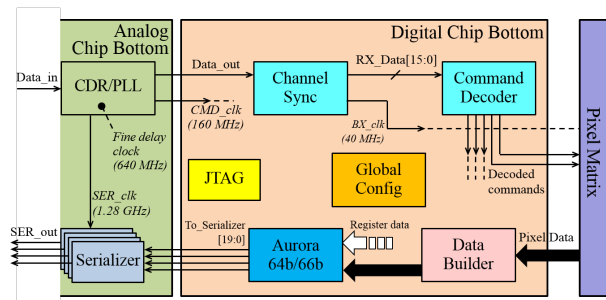 Analog
Chip Bottom
Digital Chip Bottom
Data_in
CDR/PLL
Data_out
CMD_clk
(160 MHz)
Channel
Sync
RX_Data[15:0]
Command
Decoder
BX_clk
(40 MHz)
Fine delay
clock
(640 MHz)
SER_clk
(1.28 GHz)
JTAG
Global
Config
Decoded
commands
Pixel Matrix
SER_out
Serializer
To_Serializer
[19:0]
Aurora
64b/66b
Register data
Data
Builder
Pixel Data